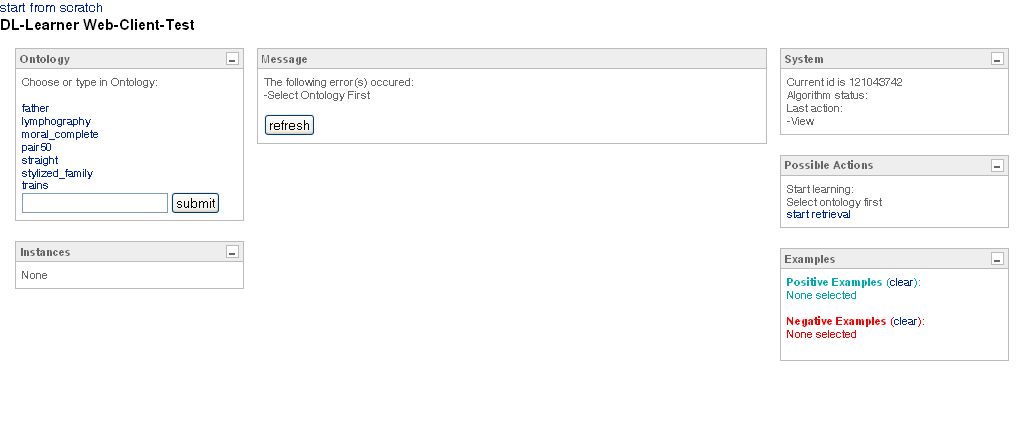 start from scratch
DL-Learner Web-Client-Test
Ontology
Choose or type in Ontology:
father
lymphography
moral_complete
pair50
straight
stylized_family
trains
submit
Instances
None
Message
The following error(s) occured:
-Select Ontology First
refresh
System
Current id is 121043742
Algorithm status:
Last action:
-View
Possible Actions
Start learning:
Select ontology first
start retrieval
Examples
Positive Examples (clear):
None selected
Negative Examples (clear):
None selected